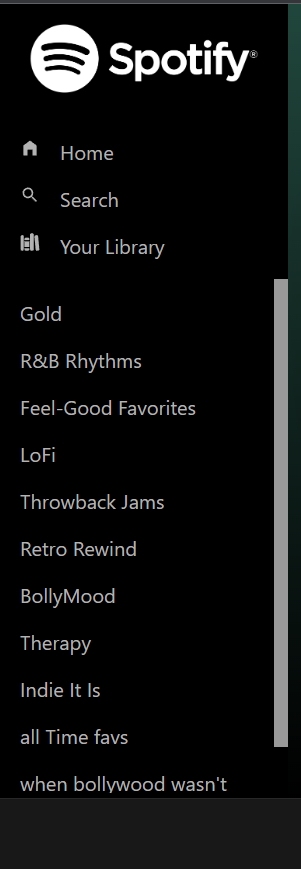 Spotify®
Home
Search
Your Library
Gold
R&B Rhythms
Feel-Good Favorites
LoFi
Throwback Jams
Retro Rewind
BollyMood
Therapy
Indie It Is
all Time favs
when bollywood wasn't